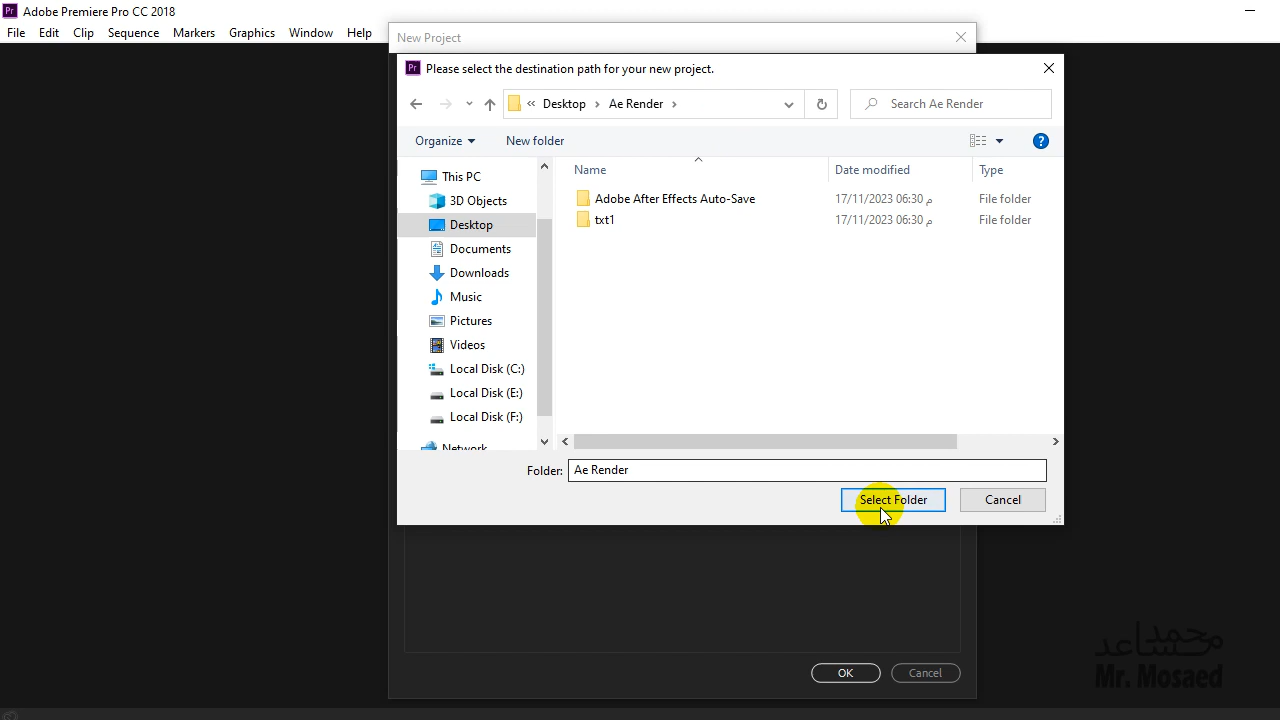 Adobe Premiere Pro CC 2018
File Edit Clip Sequence Markers Graphics Window Help
New Project
Please select the destination path for your new project.
« Desktop › Ae Render ›
Search Ae Render
Organize
New folder
Name
Date modified
Type
This PC
3D Objects
Desktop
Documents
Downloads
Music
Pictures
Videos
Local Disk (C:)
Local Disk (E:)
Local Disk (F:)
Network
Adobe After Effects Auto-Save
17/11/2023 06:30 م
File folder
txt1
17/11/2023 06:30 م
File folder
Folder:
Ae Render
Select Folder
Cancel
OK
Cancel
محمد مساعد
Mr. Mosaed